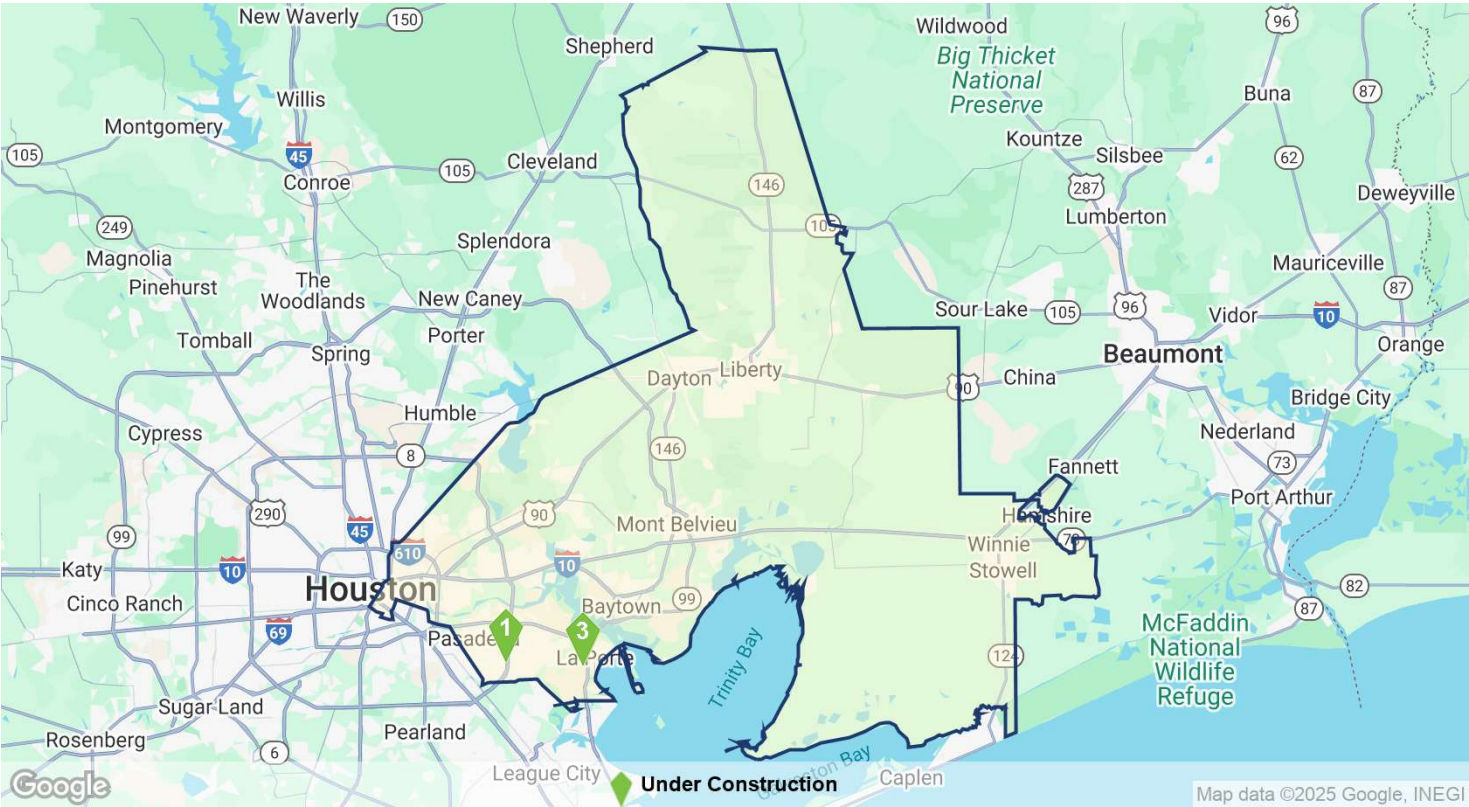 New Waverly
150
Shepherd
Wildwood
96
Big Thicket
National
Preserve
Willis
Buna
87
Montgomery
Kountze
105
45
Cleveland
Silsbee
62
105
Conroe
146
287
Deweyville
249
Lumberton
105
Splendora
Magnolia
Mauriceville
Pinehurst
The
Woodlands
New Caney
87
Sour Lake
105
96
Vidor
10
Porter
Tomball
Spring
Beaumont
Orange
Dayton
Liberty
China
90
Bridge City
Humble
Cypress
Nederland
146
8
73
Fannett
Port Arthur
290
90
Hamshire
Mont Belvieu
45
99
73
610
Winnie
Stowell
10
10
Katy
Houston
82
Cinco Ranch
Baytown
99
87
69
Pasadena
1
3
La Porte
McFaddin
National
Wildlife
Refuge
124
Trinity Bay
Sugar Land
Pearland
Rosenberg
6
League City
Galveston Bay
Caplen
Under Construction
Google
Map data ©2025 Google, INEGI